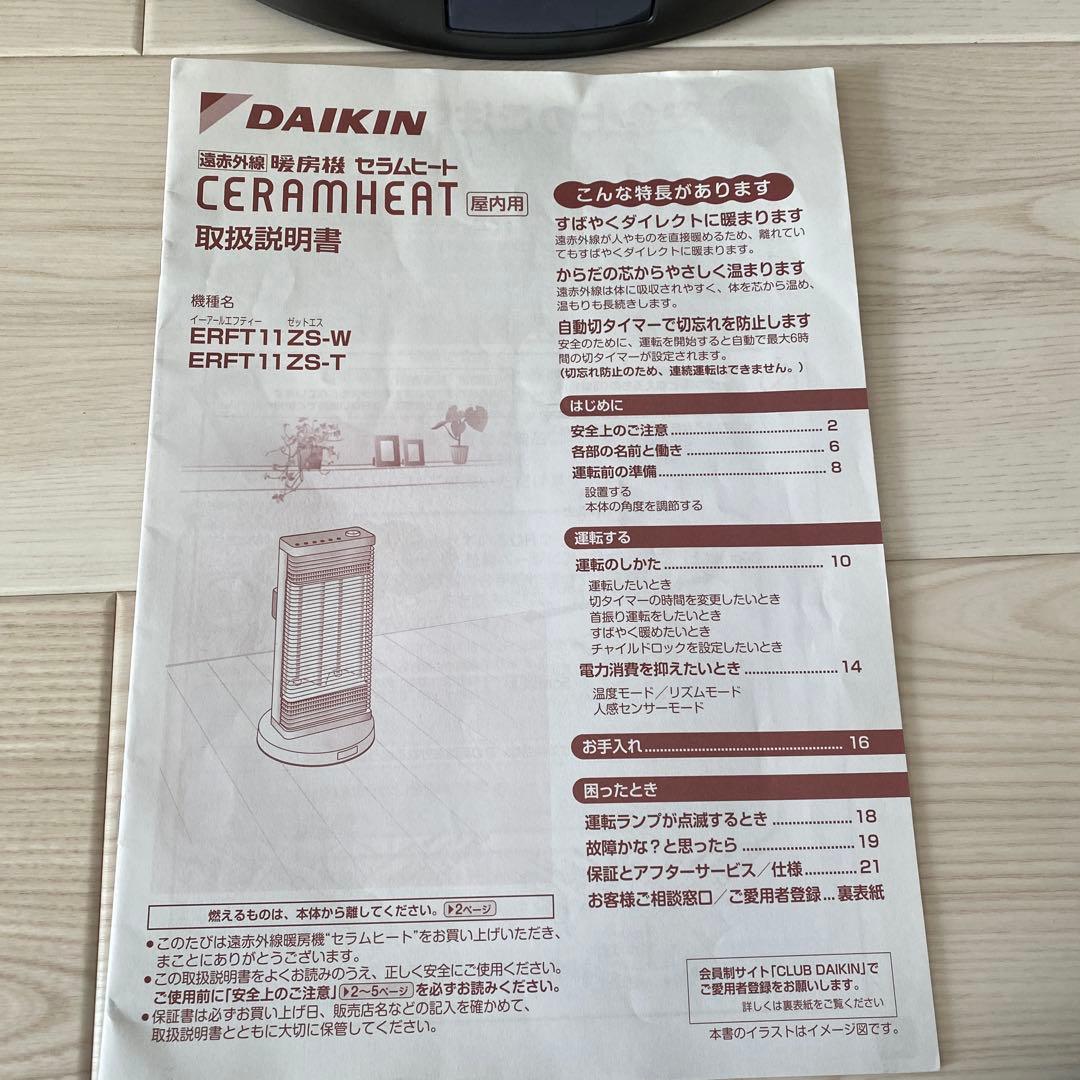 DAIKIN
遠赤外線 暖房機 セラムヒート
CERAMHEAT 屋内用
取扱説明書
機種名
イーアールエフティー ゼットエス
ERFT11ZS-W
ERFT11ZS-T
こんな特長があります
すばやくダイレクトに暖まります
遠赤外線が人やものを直接暖めるため、離れてい
てもすばやくダイレクトに暖まります。
からだの芯からやさしく温まります
遠赤外線は体に吸収されやすく、体を芯から温め、
温もりも長続きします。
自動切タイマーで切忘れを防止します
安全のために、運転を開始すると自動で最大6時
間の切タイマーが設定されます。
(切忘れ防止のため、連続運転はできません。)
はじめに
安全上のご注意 2
各部の名前と働き 6
運転前の準備 8
設置する
本体の角度を調節する
運転する
運転のしかた 10
運転したいとき
切タイマーの時間を変更したいとき
首振り運転をしたいとき
すばやく暖めたいとき
チャイルドロックを設定したいとき
電力消費を抑えたいとき 14
温度モード/リズムモード
人感センサーモード
お手入れ 16
困ったとき
運転ランプが点滅するとき 18
故障かな?と思ったら 19
保証とアフターサービス/仕様 21
お客様ご相談窓口/ご愛用者登録... 裏表紙
燃えるものは、本体から離してください。 ▶2ページ
●このたびは遠赤外線暖房機“セラムヒート”をお買い上げいただき、
まことにありがとうございます。
●この取扱説明書をよくお読みのうえ、正しく安全にご使用ください。
ご使用前に「安全上のご注意」 ▶2〜5ページ を必ずお読みください。
●保証書は必ずお買い上げ日、販売店名などの記入を確かめて、
取扱説明書とともに大切に保管してください。
会員制サイト「CLUB DAIKIN」で
ご愛用者登録をお願いします。
詳しくは裏表紙をご覧ください
本書のイラストはイメージ図です。